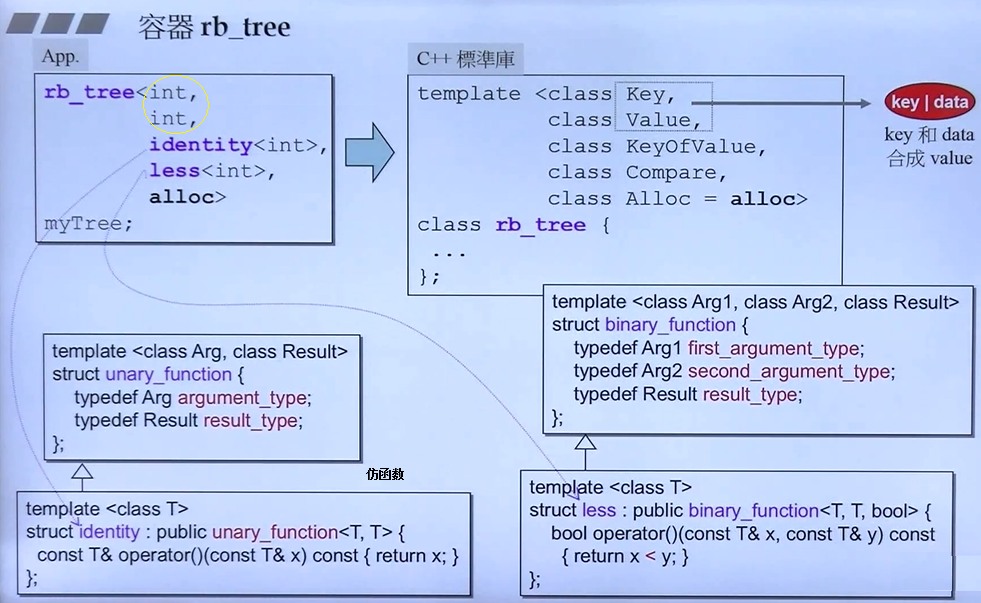 容器 rb_tree
App.
rb_tree<int,
int,
identity<int>,
less<int>,
alloc>
myTree;
C++ 標準庫
template <class Key,
class Value,
class KeyOfValue,
class Compare,
class Alloc = alloc>
class rb_tree {
...
};
key | data
key 和 data
合成 value
template <class Arg1, class Arg2, class Result>
struct binary_function {
typedef Arg1 first_argument_type;
typedef Arg2 second_argument_type;
typedef Result result_type;
};
template <class Arg, class Result>
struct unary_function {
typedef Arg argument_type;
typedef Result result_type;
};
仿函数
template <class T>
struct identity : public unary_function<T, T> {
const T& operator()(const T& x) const { return x; }
};
template <class T>
struct less : public binary_function<T, T, bool> {
bool operator()(const T& x, const T& y) const
{ return x < y; }
};